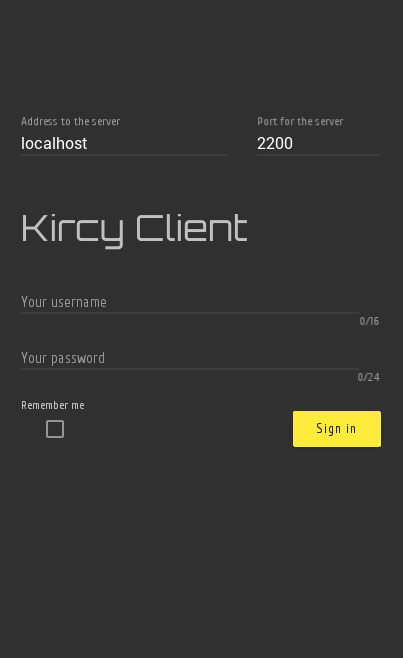 Address to the server Port for the server
localhost 2200
Kircy Client
Your username
0/16
Your password
0/24
Remember me
Sign in